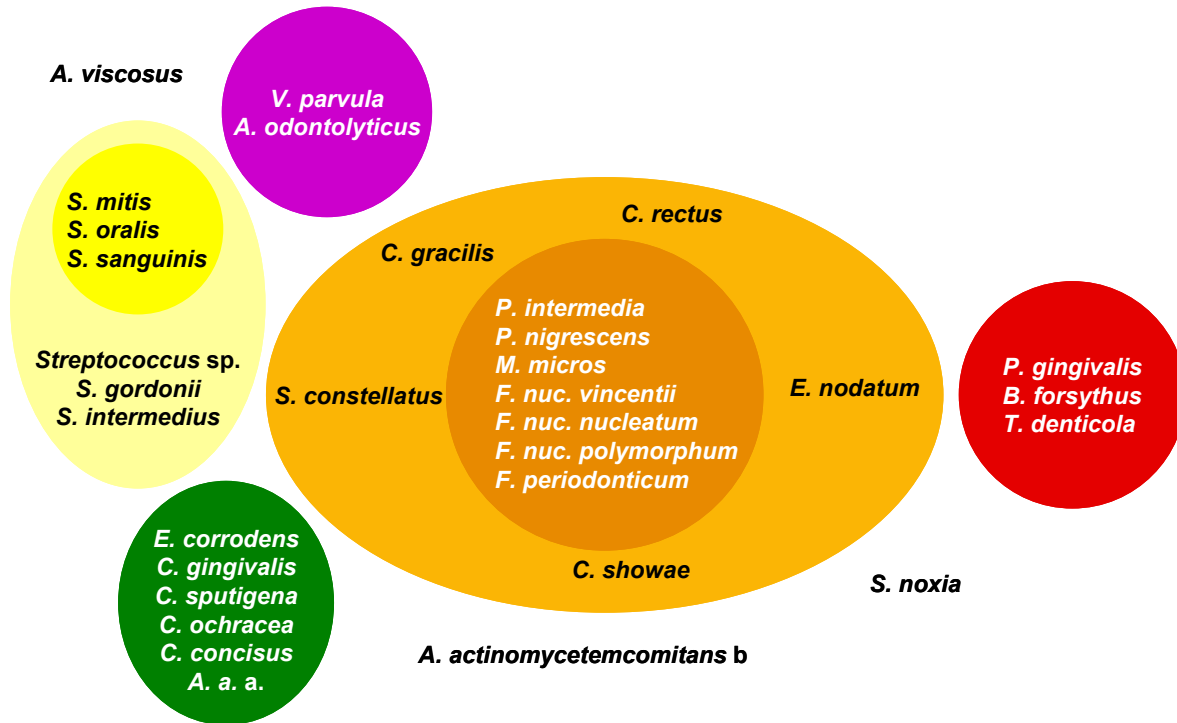 A. viscosus
V. parvula
A. odontolyticus
S. mitis
S. oralis
S. sanguinis
Streptococcus sp.
S. gordonii
S. intermedius
C. rectus
C. gracilis
S. constellatus
P. intermedia
P. nigrescens
M. micros
F. nuc. vincentii
F. nuc. nucleatum
F. nuc. polymorphum
F. periodonticum
E. nodatum
C. showae
P. gingivalis
B. forsythus
T. denticola
E. corrodens
C. gingivalis
C. sputigena
C. ochracea
C. concisus
A. a. a.
S. noxia
A. actinomycetemcomitans b